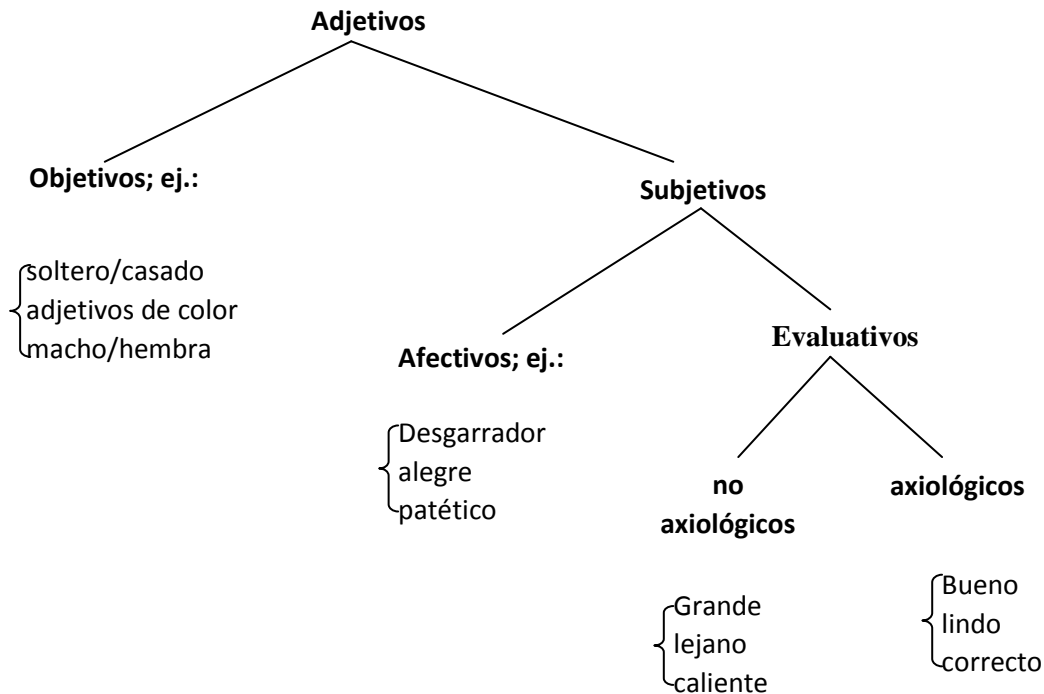 Adjetivos
Objetivos; ej.:
Subjetivos
soltero/casado
adjetivos de color
macho/hembra
Afectivos; ej.:
Evaluativos
Desgarrador
alegre
patético
no
axiológicos
axiológicos
Grande
lejano
caliente
Bueno
lindo
correcto